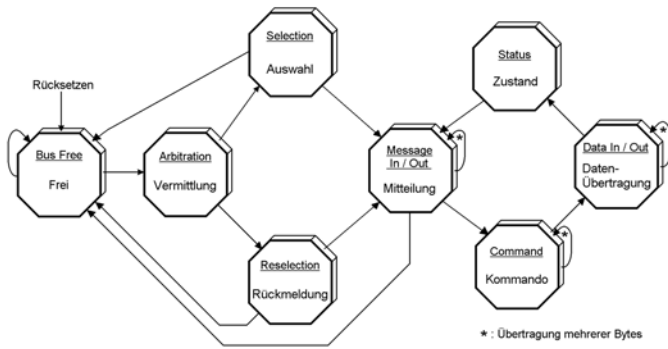 Selection
Auswahl
Status
Zustand
Rücksetzen
Bus Free
Frei
Arbitration
Vermittlung
Message
In / Out
Mitteilung
*
Data In / Out
Daten-
Übertragung
*
Reselection
Rückmeldung
Command
Kommando
*
* : Übertragung mehrerer Bytes